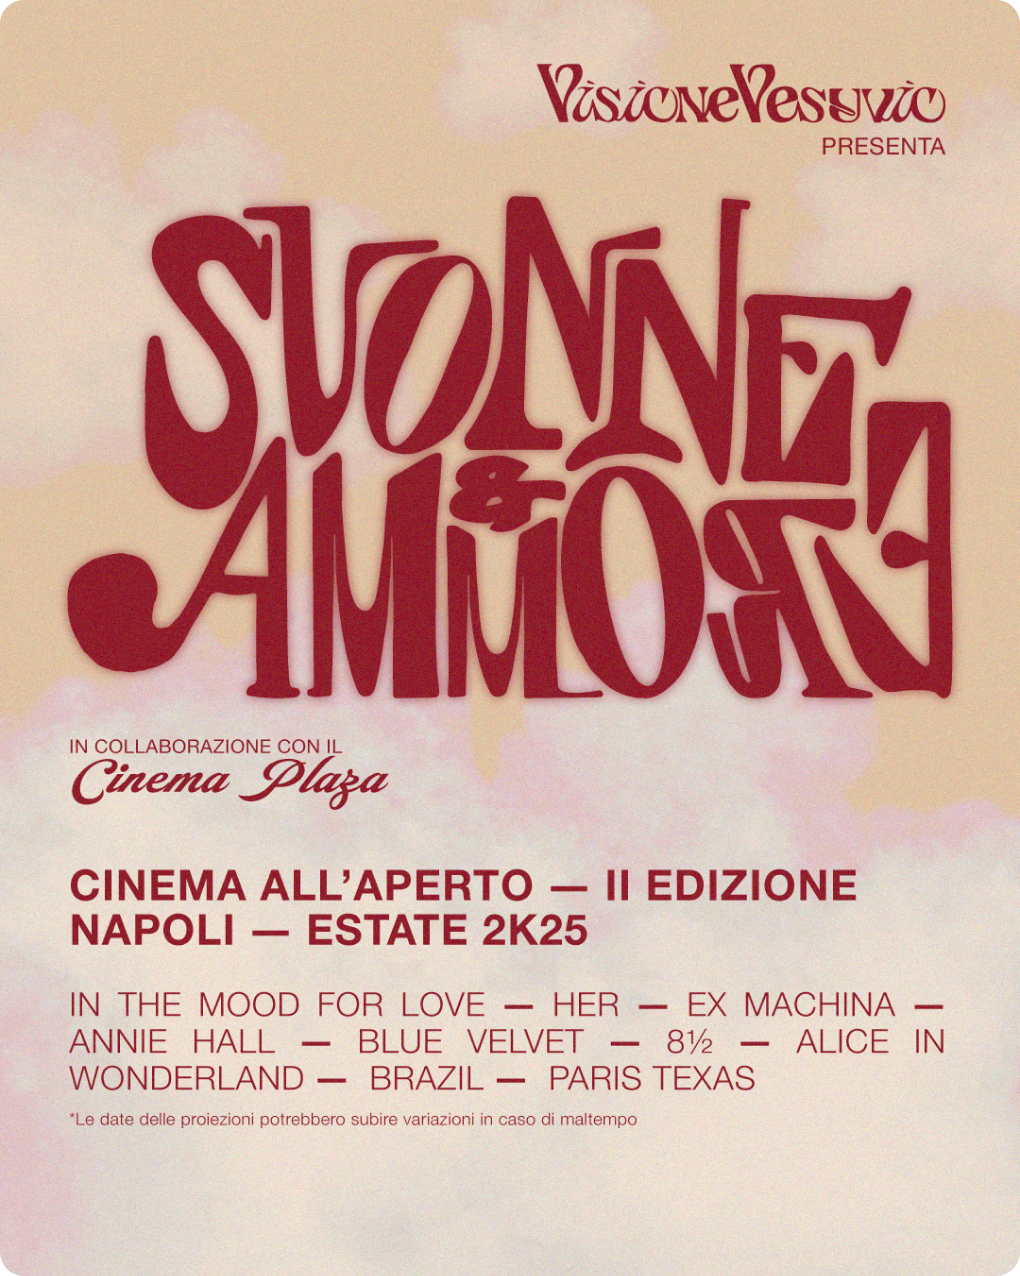 VisioneVesuvio
PRESENTA
SUONNE
&
AMMORE
IN COLLABORAZIONE CON IL
Cinema Plaza
CINEMA ALL’APERTO — II EDIZIONE
NAPOLI — ESTATE 2K25
IN THE MOOD FOR LOVE — HER — EX MACHINA —
ANNIE HALL — BLUE VELVET — 8½ — ALICE IN
WONDERLAND — BRAZIL — PARIS TEXAS
*Le date delle proiezioni potrebbero subire variazioni in caso di maltempo